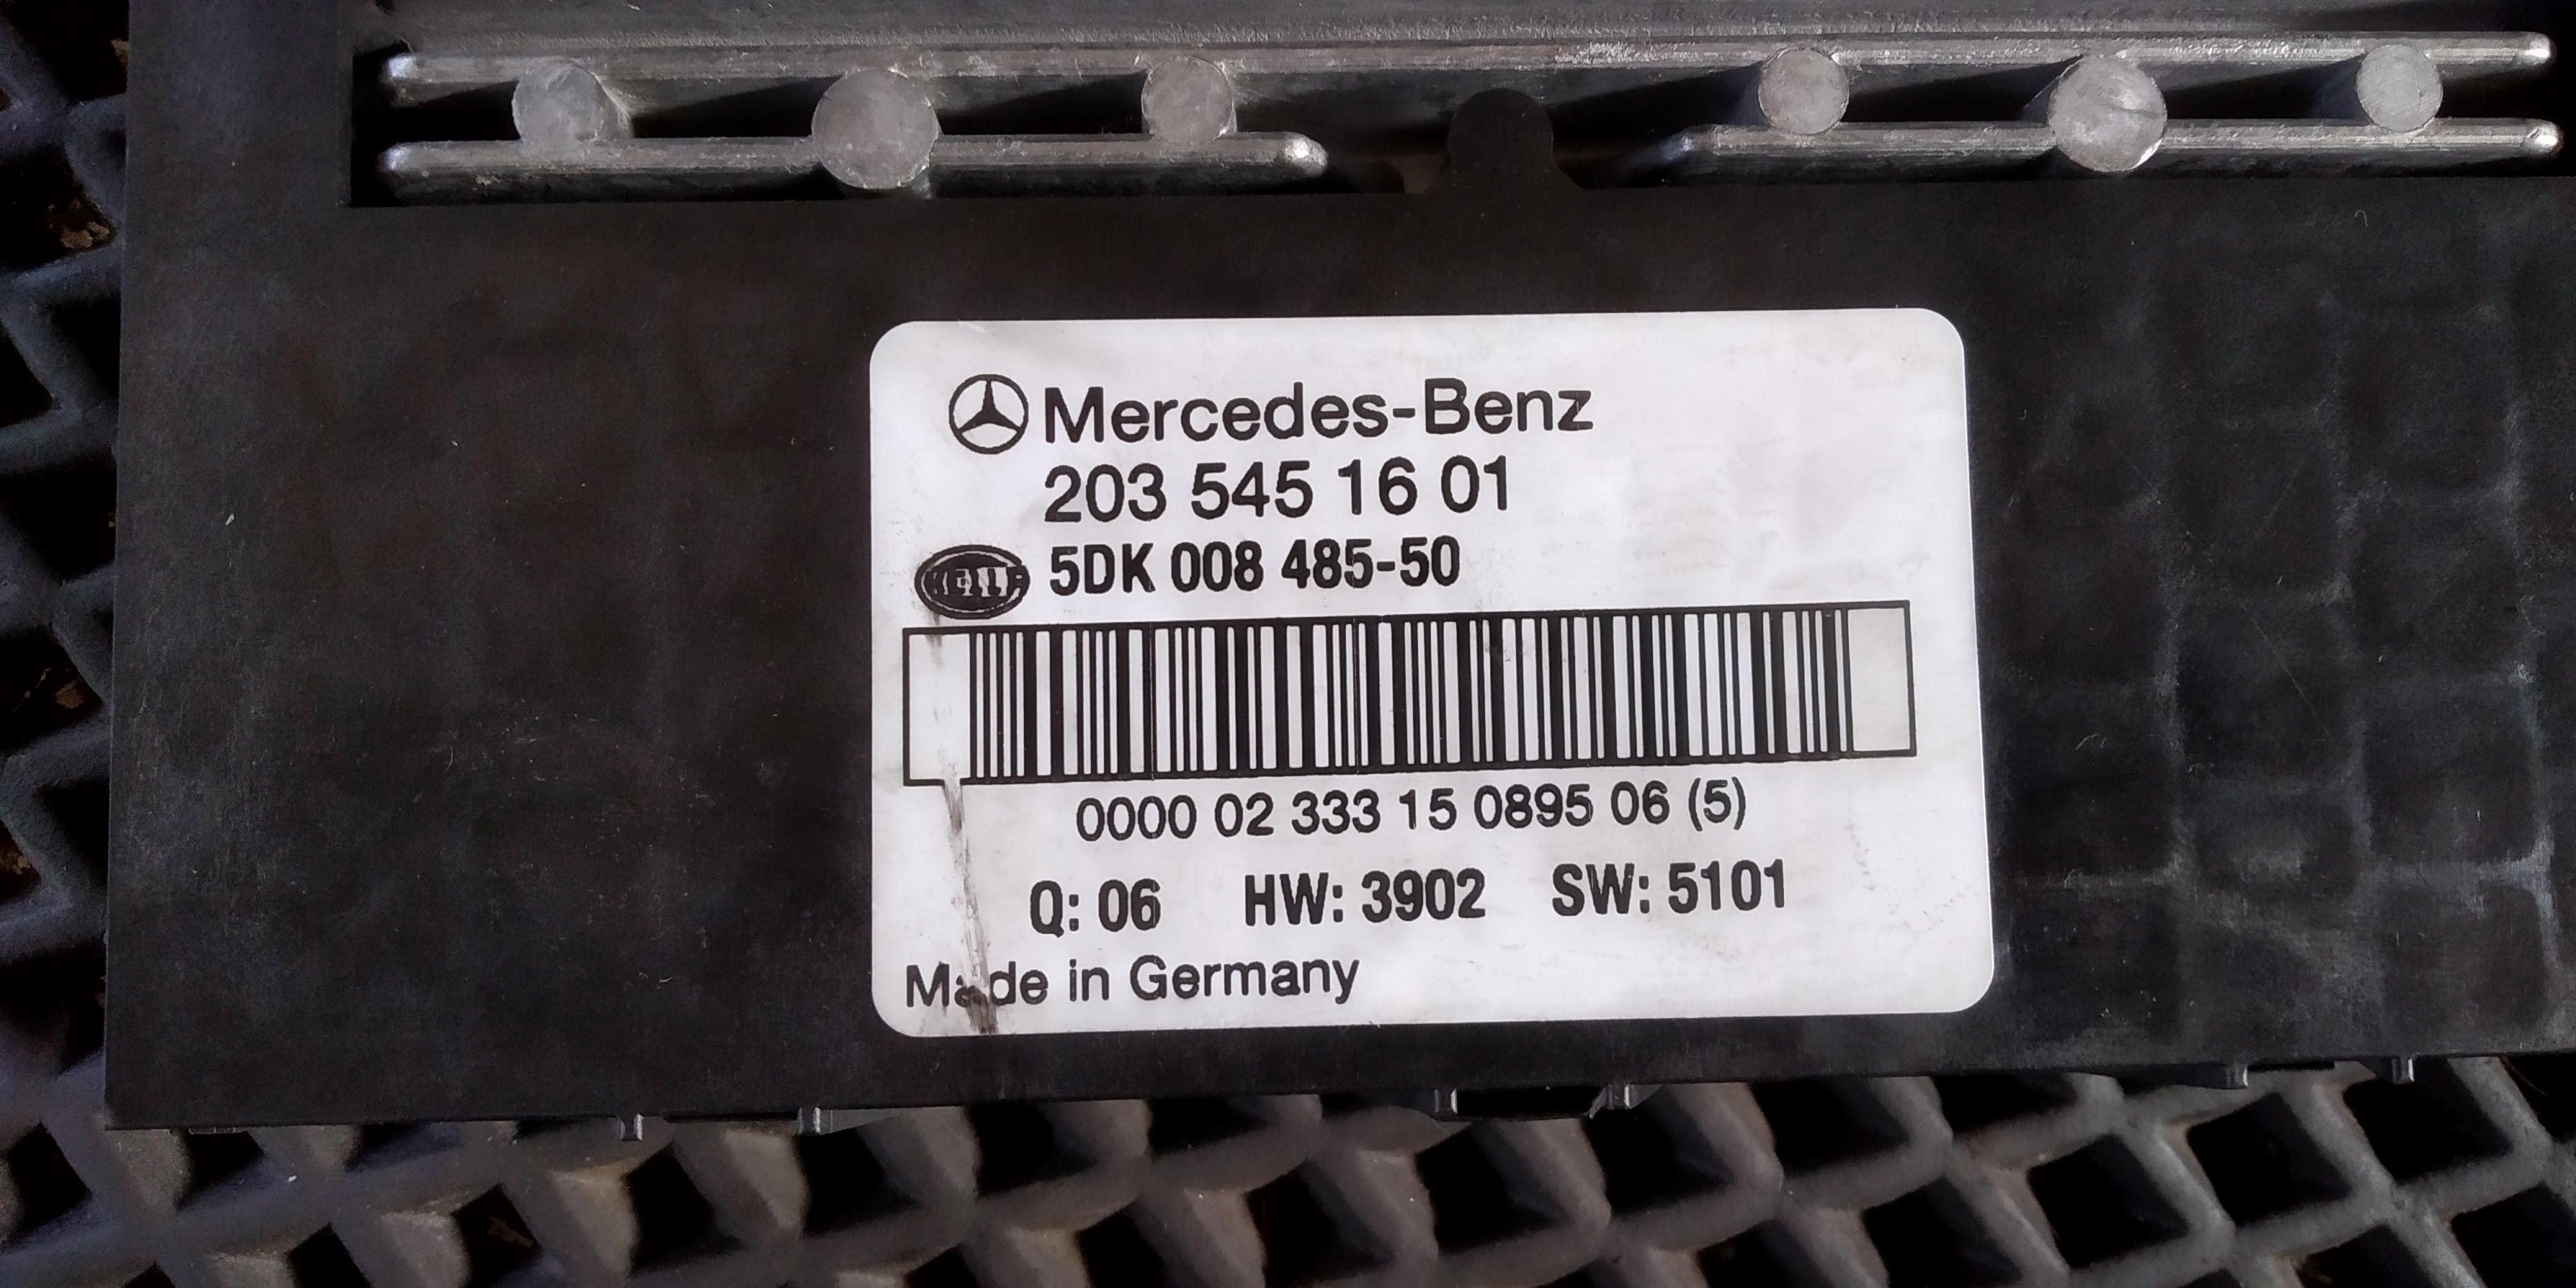 Mercedes-Benz
203 545 16 01
HELLA 5DK 008 485-50
0000 02 333 15 0895 06 (5)
Q: 06 HW: 3902 SW: 5101
Made in Germany